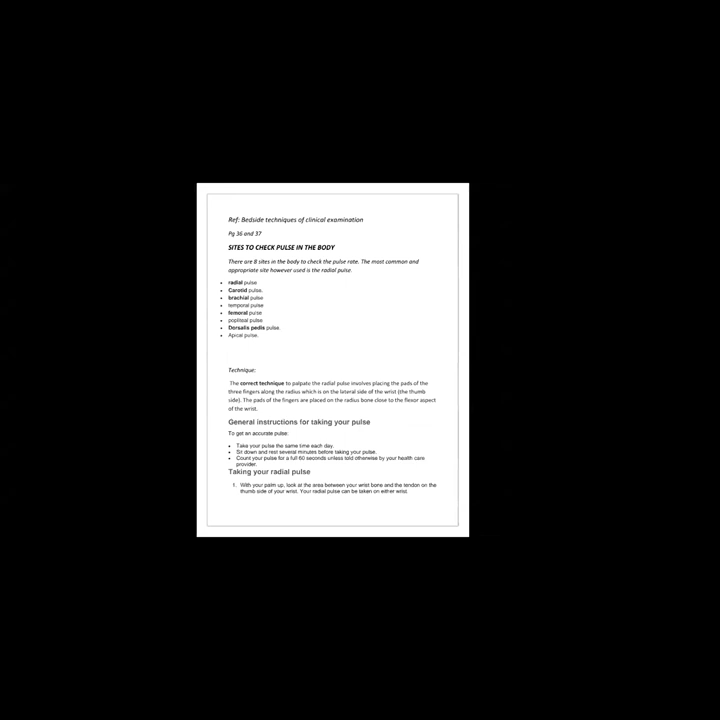 Ref: Bedside techniques of clinical examination
Pg 36 and 37
SITES TO CHECK PULSE IN THE BODY
There are 8 sites in the body to check the pulse rate. The most common and
appropriate site however used is the radial pulse.
• radial pulse
• Carotid pulse.
• brachial pulse
• temporal pulse
• femoral pulse
• popliteal pulse
• Dorsalis pedis pulse.
• Apical pulse.
Technique:
The correct technique to palpate the radial pulse involves placing the pads of the
three fingers along the radius which is on the lateral side of the wrist (the thumb
side). The pads of the fingers are placed on the radius bone close to the flexor aspect
of the wrist.
General instructions for taking your pulse
To get an accurate pulse:
• Take your pulse the same time each day.
• Sit down and rest several minutes before taking your pulse.
• Count your pulse for a full 60 seconds unless told otherwise by your health care
provider.
Taking your radial pulse
1. With your palm up, look at the area between your wrist bone and the tendon on the
thumb side of your wrist. Your radial pulse can be taken on either wrist.